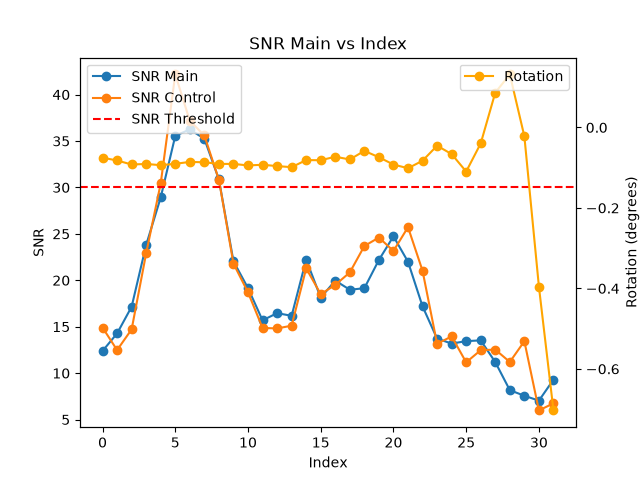 SNR Main vs Index
SNR Main
SNR Control
SNR Threshold
Rotation
40
35
30
25
20
15
10
5
SNR
0.0
−0.2
−0.4
−0.6
Rotation (degrees)
0
5
10
15
20
25
30
Index